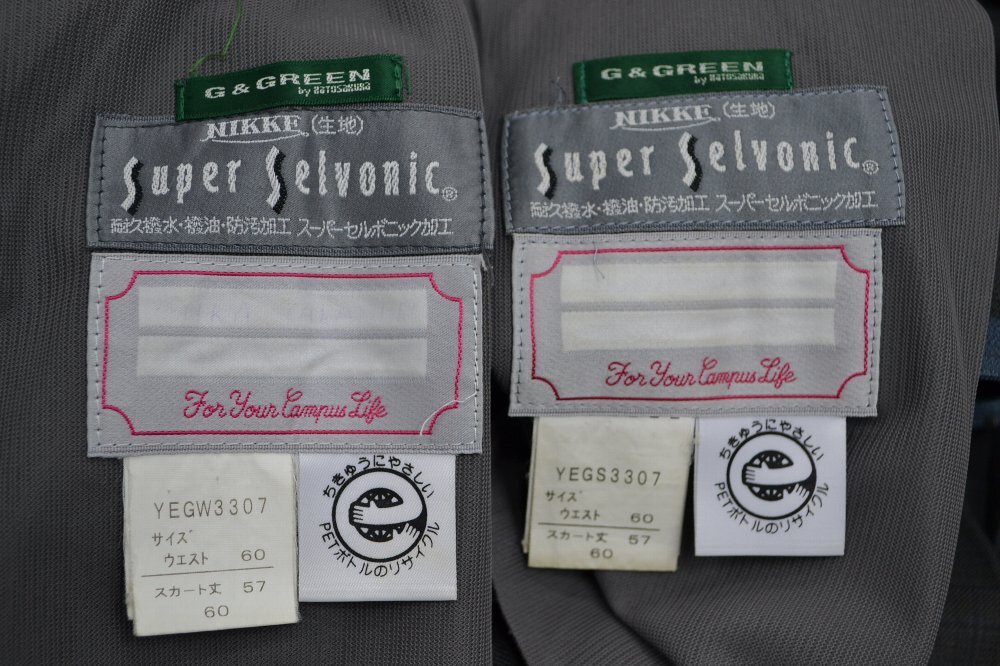 G & GREEN
by HATOSAKURA
NIKKE (生地)
Super Selvonic®
耐久撥水・撥油・防汚加工 スーパーセルボニック加工
For Your Campus Life
YEGW3307
サイズ
ウエスト 60
スカート丈 57
60
ちきゅうにやさしい
e
PETボトルのリサイクル
G & GREEN
by HATOSAKURA
NIKKE (生地)
Super Selvonic®
耐久撥水・撥油・防汚加工 スーパーセルボニック加工
For Your Campus Life
YEGS3307
サイズ
ウエスト 60
スカート丈 57
60
ちきゅうにやさしい
e
PETボトルのリサイクル